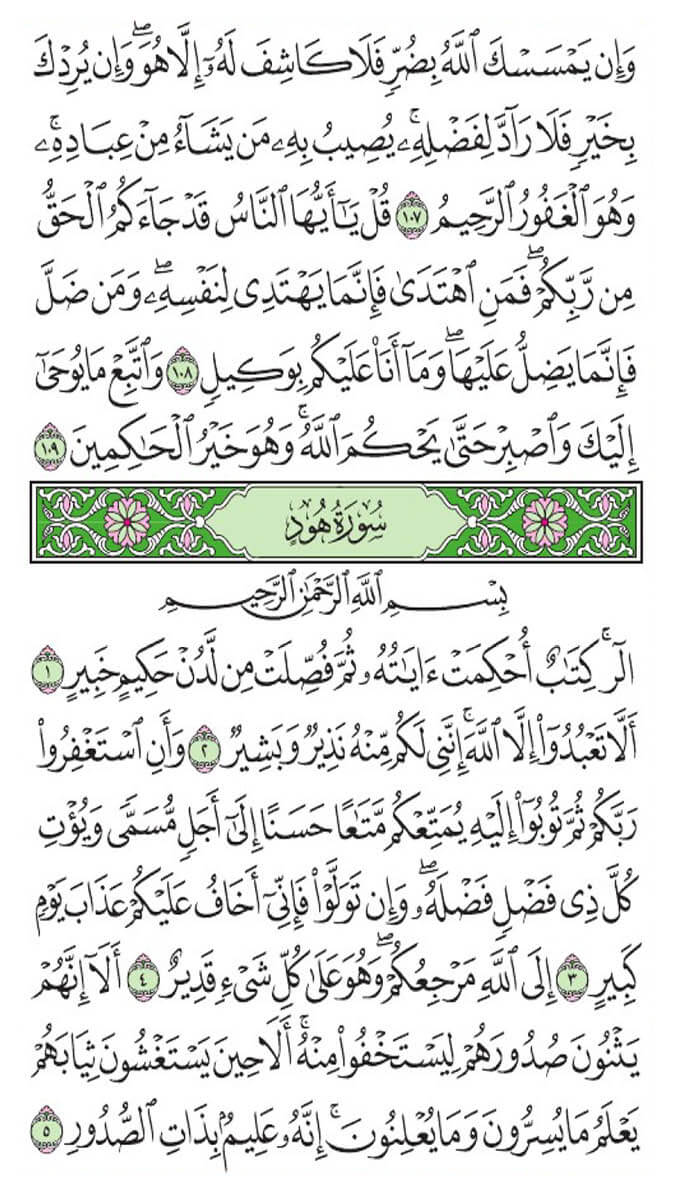 وَإِن يَمۡسَسۡكَ ٱللَّهُ بِضُرّٖ فَلَا كَاشِفَ لَهُۥٓ إِلَّا هُوَۖ وَإِن يُرِدۡكَ
بِخَيۡرٖ فَلَا رَآدَّ لِفَضۡلِهِۦۚ يُصِيبُ بِهِۦ مَن يَشَآءُ مِنۡ عِبَادِهِۦۚ
وَهُوَ ٱلۡغَفُورُ ٱلرَّحِيمُ ١٠٧ قُلۡ يَٰٓأَيُّهَا ٱلنَّاسُ قَدۡ جَآءَكُمُ ٱلۡحَقُّ
مِن رَّبِّكُمۡۖ فَمَنِ ٱهۡتَدَىٰ فَإِنَّمَا يَهۡتَدِي لِنَفۡسِهِۦۖ وَمَن ضَلَّ
فَإِنَّمَا يَضِلُّ عَلَيۡهَاۖ وَمَآ أَنَا۠ عَلَيۡكُم بِوَكِيلٖ ١٠٨ وَٱتَّبِعۡ مَا يُوحَىٰٓ
إِلَيۡكَ وَٱصۡبِرۡ حَتَّىٰ يَحۡكُمَ ٱللَّهُۚ وَهُوَ خَيۡرُ ٱلۡحَٰكِمِينَ ١٠٩
سُورَةُ هُودٍ
بِسۡمِ ٱللَّهِ ٱلرَّحۡمَٰنِ ٱلرَّحِيمِ
الٓرۚ كِتَٰبٌ أُحۡكِمَتۡ ءَايَٰتُهُۥ ثُمَّ فُصِّلَتۡ مِن لَّدُنۡ حَكِيمٍ خَبِيرٍ ١
أَلَّا تَعۡبُدُوٓاْ إِلَّا ٱللَّهَۚ إِنَّنِي لَكُم مِّنۡهُ نَذِيرٞ وَبَشِيرٞ ٢ وَأَنِ ٱسۡتَغۡفِرُواْ
رَبَّكُمۡ ثُمَّ تُوبُوٓاْ إِلَيۡهِ يُمَتِّعۡكُم مَّتَٰعًا حَسَنًا إِلَىٰٓ أَجَلٖ مُّسَمّٗى وَيُؤۡتِ
كُلَّ ذِي فَضۡلٖ فَضۡلَهُۥۖ وَإِن تَوَلَّوۡاْ فَإِنِّيٓ أَخَافُ عَلَيۡكُمۡ عَذَابَ يَوۡمٖ
كَبِيرٍ ٣ إِلَى ٱللَّهِ مَرۡجِعُكُمۡۖ وَهُوَ عَلَىٰ كُلِّ شَيۡءٖ قَدِيرٌ ٤ أَلَآ إِنَّهُمۡ
يَثۡنُونَ صُدُورَهُمۡ لِيَسۡتَخۡفُواْ مِنۡهُۚ أَلَا حِينَ يَسۡتَغۡشُونَ ثِيَابَهُمۡ
يَعۡلَمُ مَا يُسِرُّونَ وَمَا يُعۡلِنُونَۚ إِنَّهُۥ عَلِيمُۢ بِذَاتِ ٱلصُّدُورِ ٥